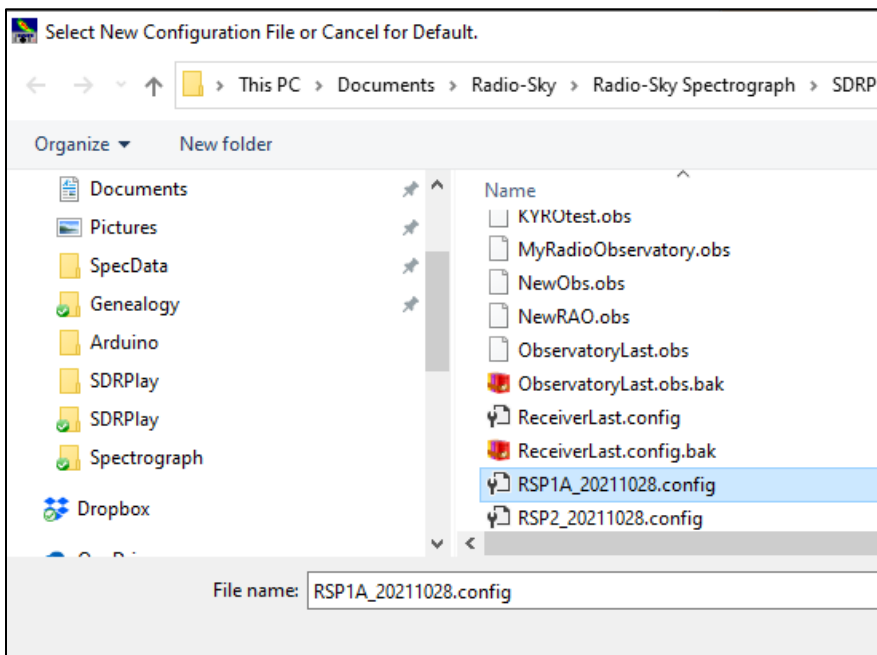 Select New Configuration File or Cancel for Default.
This PC > Documents > Radio-Sky > Radio-Sky Spectrograph > SDRP
Organize New folder
Documents
Pictures
SpecData
Genealogy
Arduino
SDRPlay
SDRPlay
Spectrograph
Dropbox
Name
KYROtest.obs
MyRadioObservatory.obs
NewObs.obs
NewRAO.obs
ObservatoryLast.obs
ObservatoryLast.obs.bak
ReceiverLast.config
ReceiverLast.config.bak
RSP1A_20211028.config
RSP2_20211028.config
File name: RSP1A_20211028.config